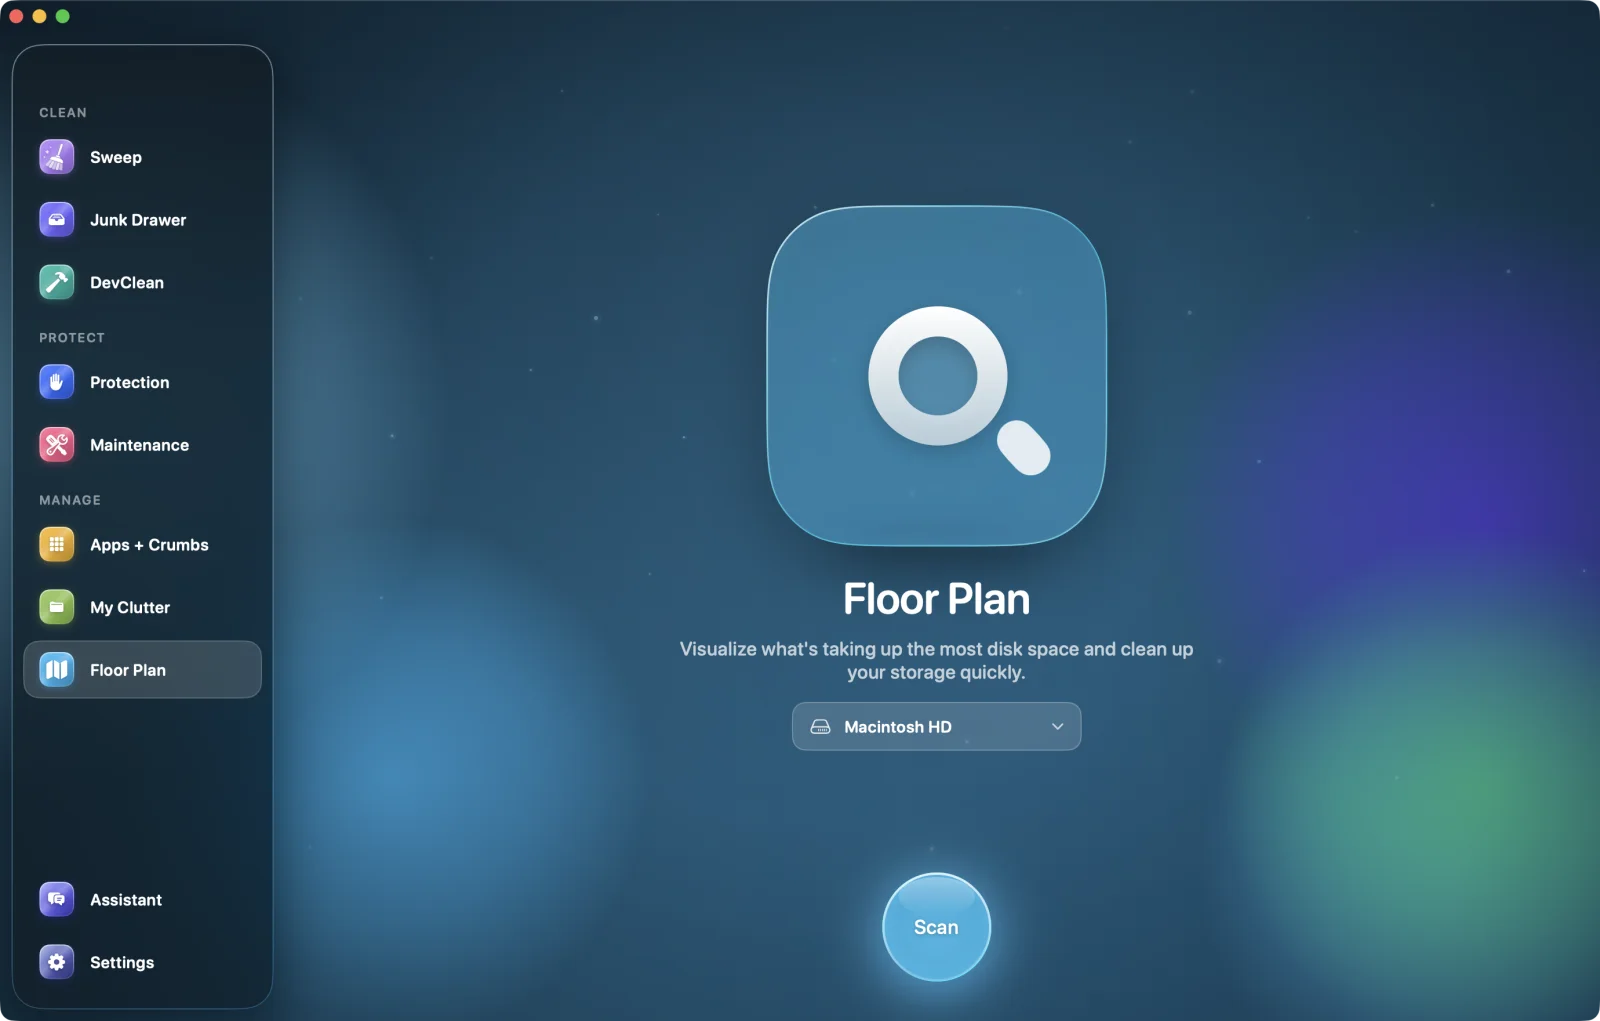 CLEAN
Sweep
Junk Drawer
DevClean
PROTECT
Protection
Maintenance
MANAGE
Apps + Crumbs
My Clutter
Floor Plan
Assistant
Settings
Floor Plan
Visualize what's taking up the most disk space and clean up
your storage quickly.
Macintosh HD
Scan